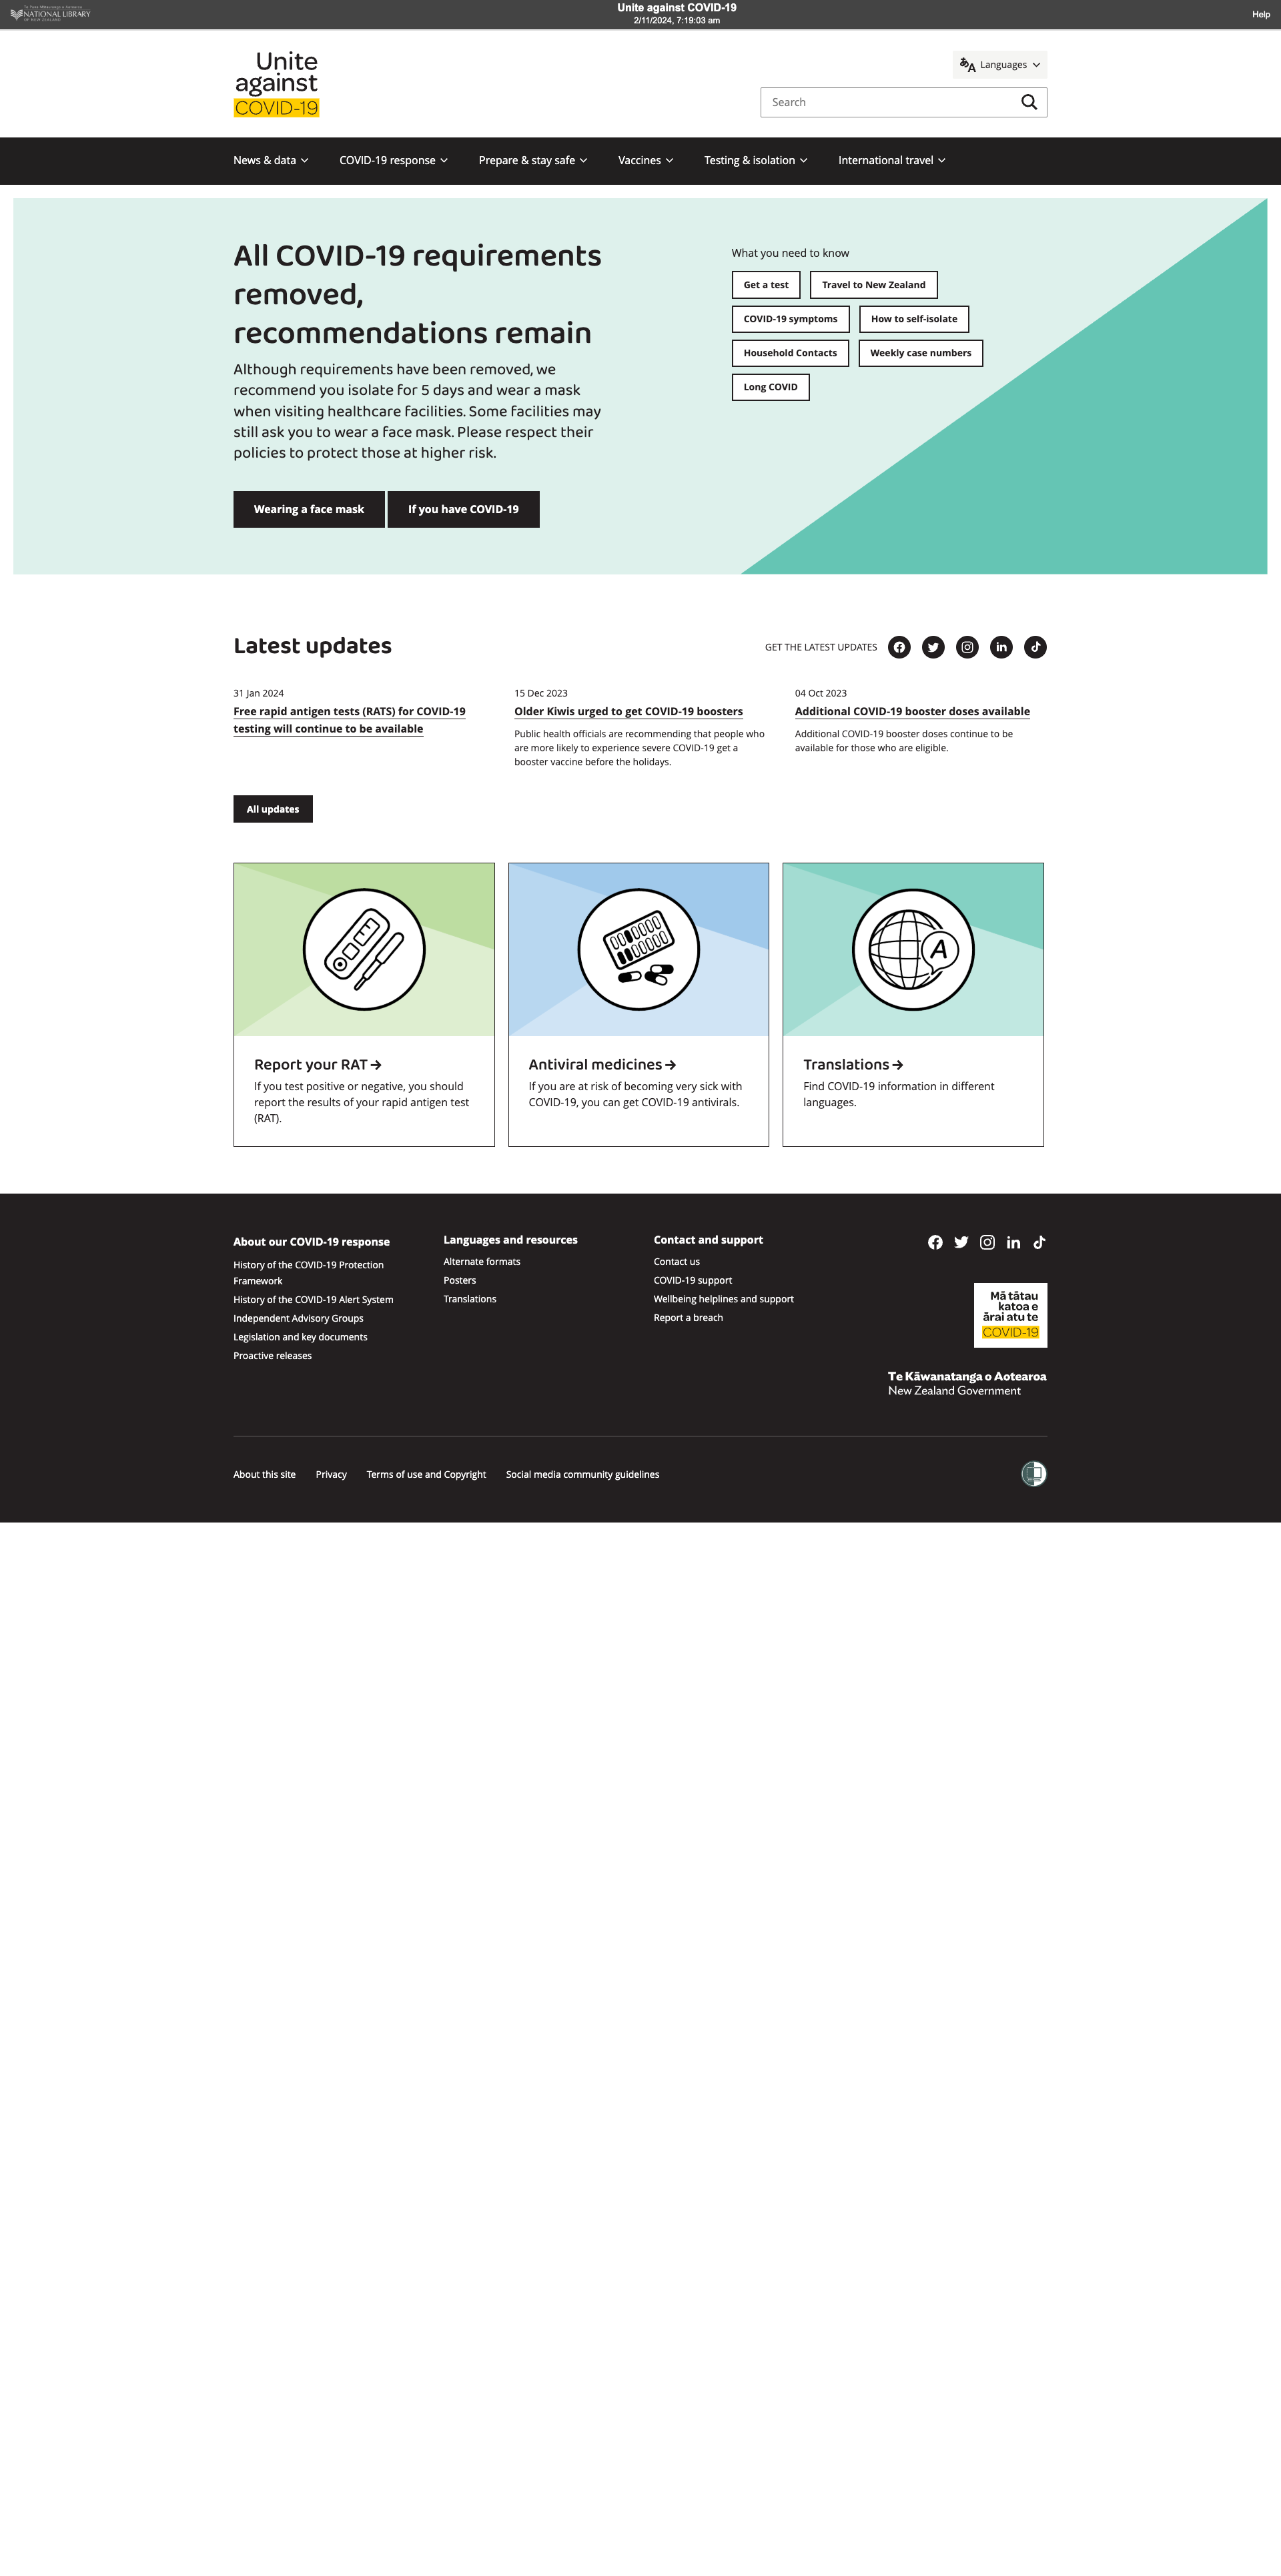 Te Puna Mātauranga o Aotearoa
NATIONAL LIBRARY
OF NEW ZEALAND
Unite against COVID-19
2/11/2024, 7:19:03 am
Help
Unite
against
COVID-19
Languages
Search
News & data
COVID-19 response
Prepare & stay safe
Vaccines
Testing & isolation
International travel
All COVID-19 requirements
removed,
recommendations remain
Although requirements have been removed, we
recommend you isolate for 5 days and wear a mask
when visiting healthcare facilities. Some facilities may
still ask you to wear a face mask. Please respect their
policies to protect those at higher risk.
Wearing a face mask
If you have COVID-19
What you need to know
Get a test
Travel to New Zealand
COVID-19 symptoms
How to self-isolate
Household Contacts
Weekly case numbers
Long COVID
Latest updates
GET THE LATEST UPDATES
31 Jan 2024
Free rapid antigen tests (RATS) for COVID-19
testing will continue to be available
15 Dec 2023
Older Kiwis urged to get COVID-19 boosters
Public health officials are recommending that people who
are more likely to experience severe COVID-19 get a
booster vaccine before the holidays.
04 Oct 2023
Additional COVID-19 booster doses available
Additional COVID-19 booster doses continue to be
available for those who are eligible.
All updates
A
Report your RAT
If you test positive or negative, you should
report the results of your rapid antigen test
(RAT).
Antiviral medicines
If you are at risk of becoming very sick with
COVID-19, you can get COVID-19 antivirals.
Translations
Find COVID-19 information in different
languages.
About our COVID-19 response
History of the COVID-19 Protection
Framework
History of the COVID-19 Alert System
Independent Advisory Groups
Legislation and key documents
Proactive releases
Languages and resources
Alternate formats
Posters
Translations
Contact and support
Contact us
COVID-19 support
Wellbeing helplines and support
Report a breach
Mā tātau
katoa e
ārai atu te
COVID-19
Te Kāwanatanga o Aotearoa
New Zealand Government
About this site
Privacy
Terms of use and Copyright
Social media community guidelines